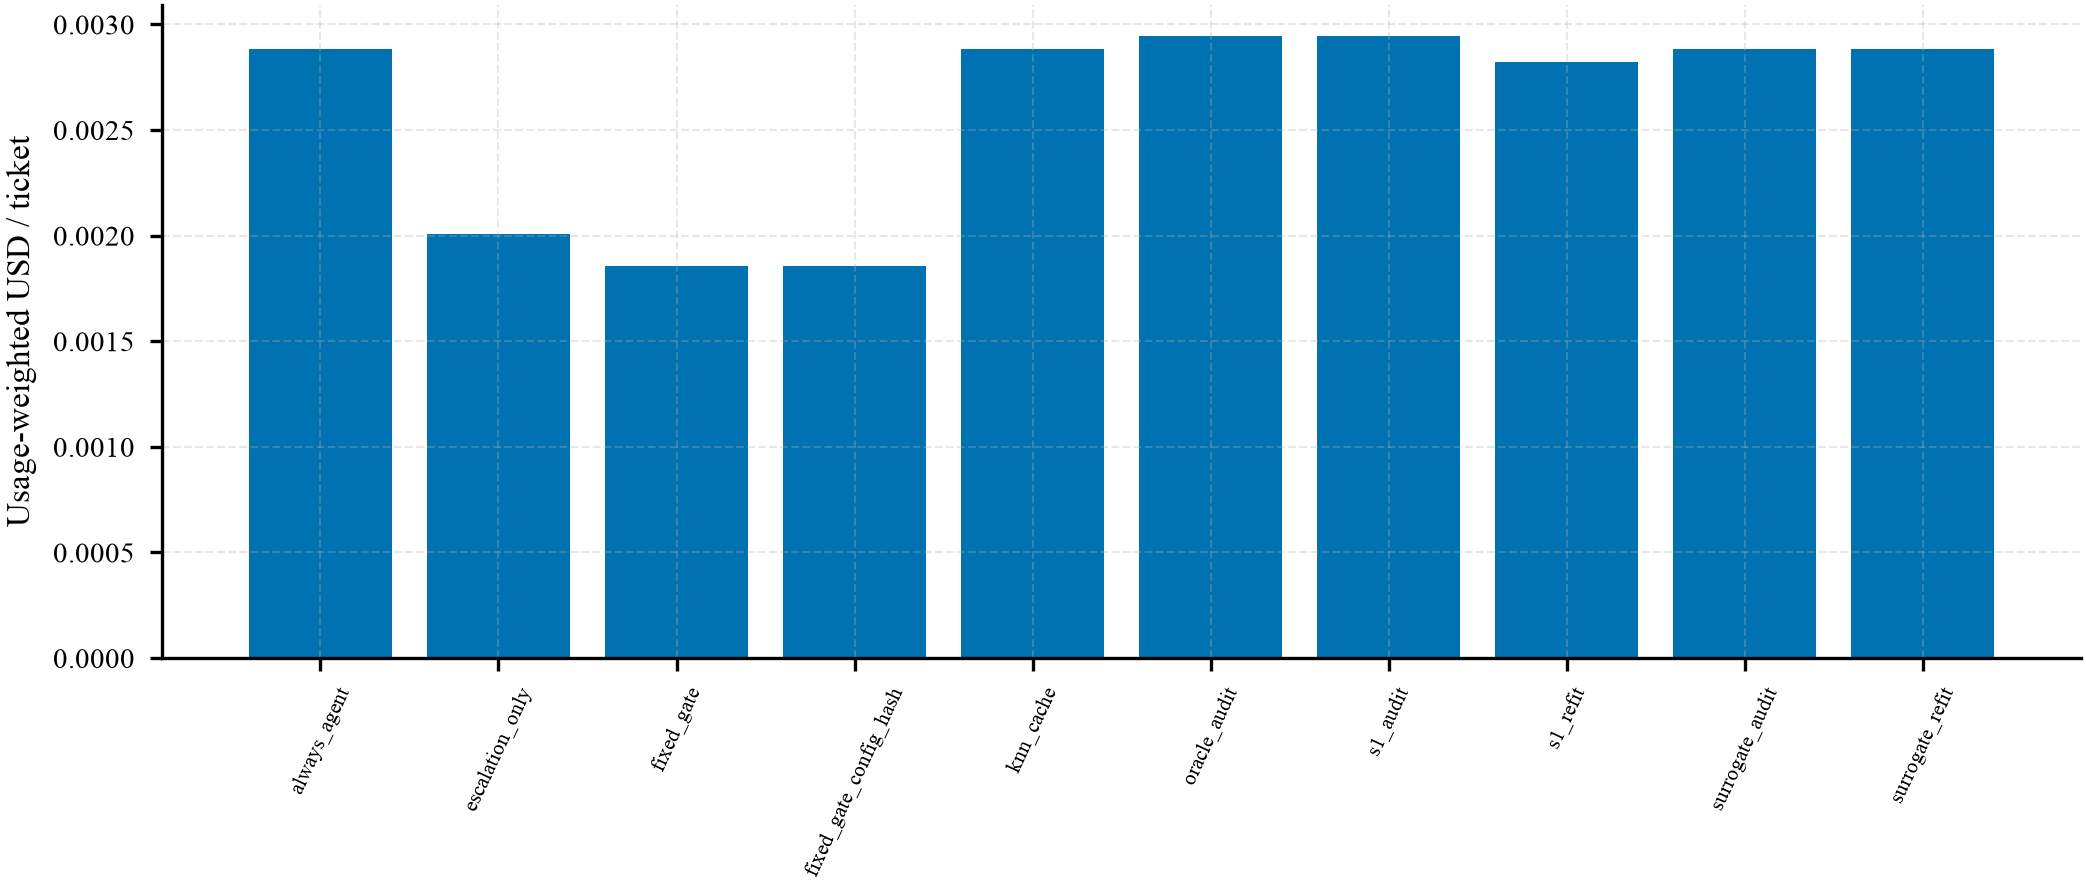 Usage-weighted USD / ticket
0.0030
0.0025
0.0020
0.0015
0.0010
0.0005
0.0000
always_agent
escalation_only
fixed_gate
fixed_gate_config_hash
knn_cache
oracle_audit
s1_audit
s1_refit
surrogate_audit
surrogate_refit